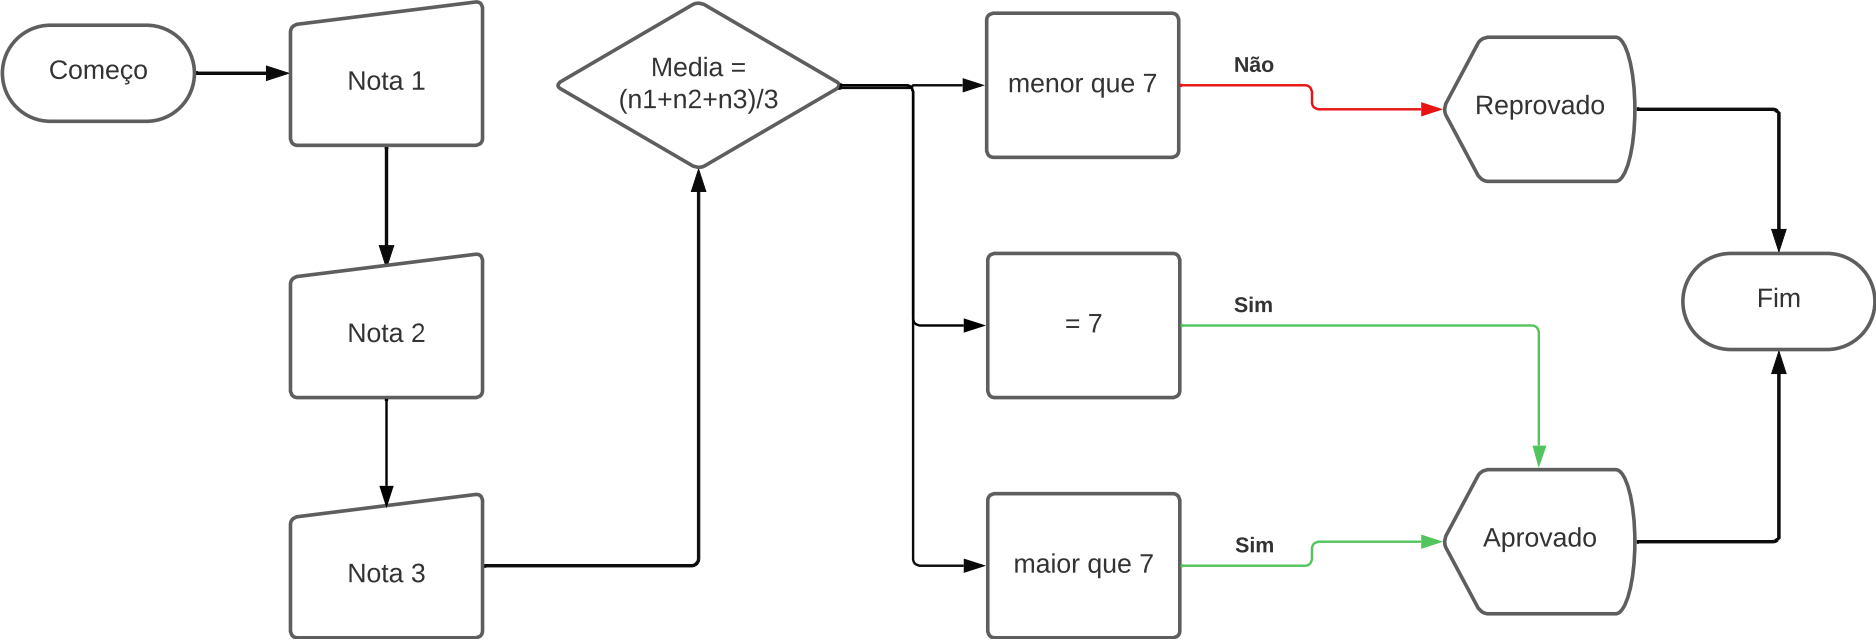 Começo
Nota 1
Nota 2
Nota 3
Media =
(n1+n2+n3)/3
menor que 7
Não
Reprovado
= 7
Sim
maior que 7
Sim
Aprovado
Fim